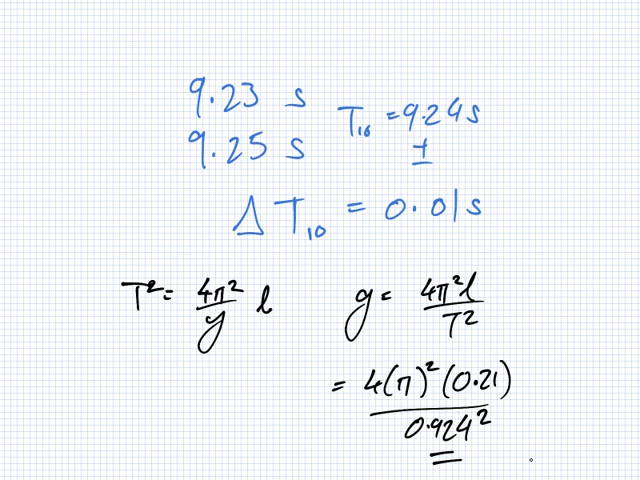 9.23 s
9.25 s
T₁₀ = 9.24 s
±
Δ T₁₀ = 0.01 s
T² = 4π²/g l
g = 4π²l/T²
= 4(π)²(0.21)/0.924²